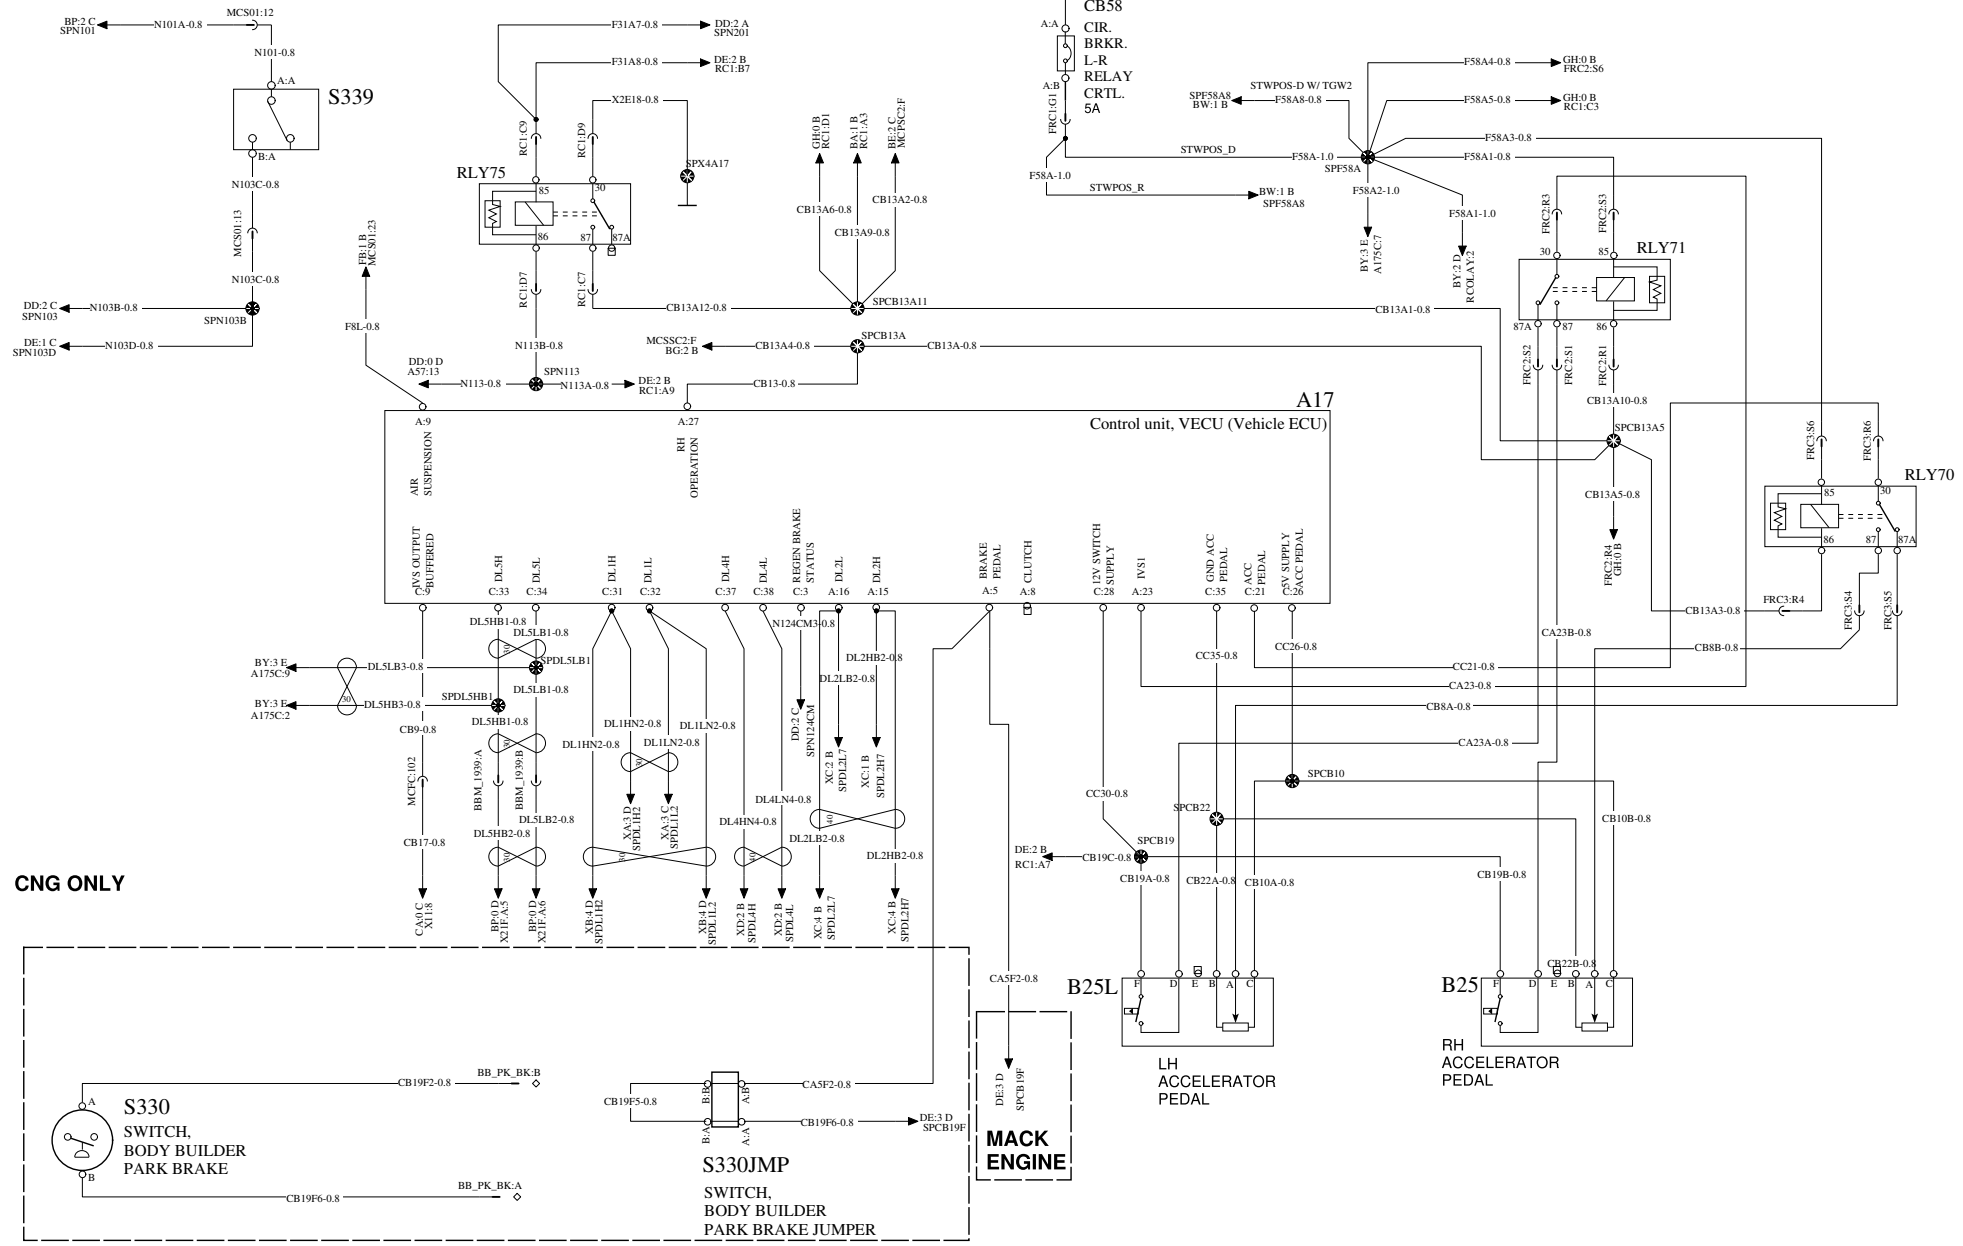 BP:2 C
SPN101
N101A-0.8
MCS01:12
N101-0.8
A:A
S339
B:A
N103C-0.8
MCS01:13
N103C-0.8
DD:2 C
SPN103
N103B-0.8
SPN103B
DE:1 C
SPN103D
N103D-0.8
F31A7-0.8
DD:2 A
SPN201
F31A8-0.8
DE:2 B
RC1:B7
X2E18-0.8
RC1:C9
RC1:D9
SPX4A17
RLY75
85
30
86
87
87A
RC1:D7
RC1:C7
FB:1 B
MCS01:23
F8L-0.8
N113B-0.8
DD:0 D
A57:13
N113-0.8
SPN113
N113A-0.8
DE:2 B
RC1:A9
GH:0 B
RC1:D1
BA:1 B
RC1:A3
BE:2 C
MCPSC2:F
CB13A6-0.8
CB13A9-0.8
CB13A2-0.8
CB13A12-0.8
SPCB13A11
CB13A1-0.8
MCSSC2:F
BG:2 B
CB13A4-0.8
SPCB13A
CB13A-0.8
CB13-0.8
CB58
CIR.
BRKR.
L-R
RELAY
CRTL.
5A
A:A
A:B
FRC1:G1
STWPOS_D
F58A-1.0
F58A-1.0
STWPOS_R
BW:1 B
SPF58A8
STWPOS-D W/ TGW2
SPF58A8
BW:1 B
F58A8-0.8
SPF58A
F58A4-0.8
GH:0 B
FRC2:S6
F58A5-0.8
GH:0 B
RC1:C3
F58A3-0.8
F58A1-0.8
F58A2-1.0
BY:3 E
A175C:7
F58A1-1.0
BY:2 D
RCOLAY:2
FRC2:R3
FRC2:S3
RLY71
30
85
87A
87
86
FRC2:S2
FRC2:S1
FRC2:R1
CB13A10-0.8
SPCB13A5
CB13A5-0.8
FRC2:R4
GH:0 B
FRC3:S6
FRC3:R6
RLY70
85
30
86
87
87A
CB13A3-0.8
FRC3:R4
FRC3:S4
FRC3:S5
CA23B-0.8
CB8B-0.8
CC21-0.8
CA23-0.8
CB8A-0.8
CA23A-0.8
A17
Control unit, VECU (Vehicle ECU)
A:9
AIR
SUSPENSION
A:27
RH
OPERATION
IVS OUTPUT
BUFFERED
C:9
DL5H
C:33
DL5L
C:34
DL1H
C:31
DL1L
C:32
DL4H
C:37
DL4L
C:38
REGEN BRAKE
STATUS
C:3
DL2L
A:16
DL2H
A:15
BRAKE
PEDAL
A:5
CLUTCH
A:8
12V SWITCH
SUPPLY
C:28
IVS1
A:23
GND ACC
PEDAL
C:35
ACC
PEDAL
C:21
5V SUPPLY
ACC PEDAL
C:26
DL5HB1-0.8
DL5LB1-0.8
30
SPDL5LB1
BY:3 E
A175C:9
DL5LB3-0.8
30
BY:3 E
A175C:2
DL5HB3-0.8
SPDL5HB1
DL5LB1-0.8
DL5HB1-0.8
30
CB9-0.8
MCFC:102
BBM_1939:A
BBM_1939:B
DL5LB2-0.8
DL5HB2-0.8
CB17-0.8
30
CA:0 C
X11:8
BP:0 D
X21F.A:5
BP:0 D
X21F.A:6
DL1HN2-0.8
DL1LN2-0.8
DL1HN2-0.8
DL1LN2-0.8
30
XA:3 D
SPDL1H2
XA:3 C
SPDL1L2
30
XB:4 D
SPDL1H2
XB:4 D
SPDL1L2
DL4LN4-0.8
DL4HN4-0.8
40
XD:2 B
SPDL4H
XD:2 B
SPDL4L
N124CM3-0.8
DD:2 C
SPN124CM
DL2HB2-0.8
DL2LB2-0.8
XC:2 B
SPDL2L7
XC:1 B
SPDL2H7
40
DL2LB2-0.8
DL2HB2-0.8
XC:4 B
SPDL2L7
XC:4 B
SPDL2H7
CC35-0.8
CC26-0.8
CC30-0.8
SPCB10
SPCB22
SPCB19
DE:2 B
RC1:A7
CB19C-0.8
CB19A-0.8
CB22A-0.8
CB10A-0.8
CB10B-0.8
CB19B-0.8
CB22B-0.8
CA5F2-0.8
B25L
F D E B A C
LH
ACCELERATOR
PEDAL
B25
F D E B A C
RH
ACCELERATOR
PEDAL
CNG ONLY
A
S330
SWITCH,
BODY BUILDER
PARK BRAKE
B
CB19F2-0.8
BB_PK_BK:B
CB19F6-0.8
BB_PK_BK:A
CB19F5-0.8
B:B
A:B
B:A
A:A
CA5F2-0.8
CB19F6-0.8
DE:3 D
SPCB19F
S330JMP
SWITCH,
BODY BUILDER
PARK BRAKE JUMPER
DE:3 D
SPCB19F
MACK
ENGINE